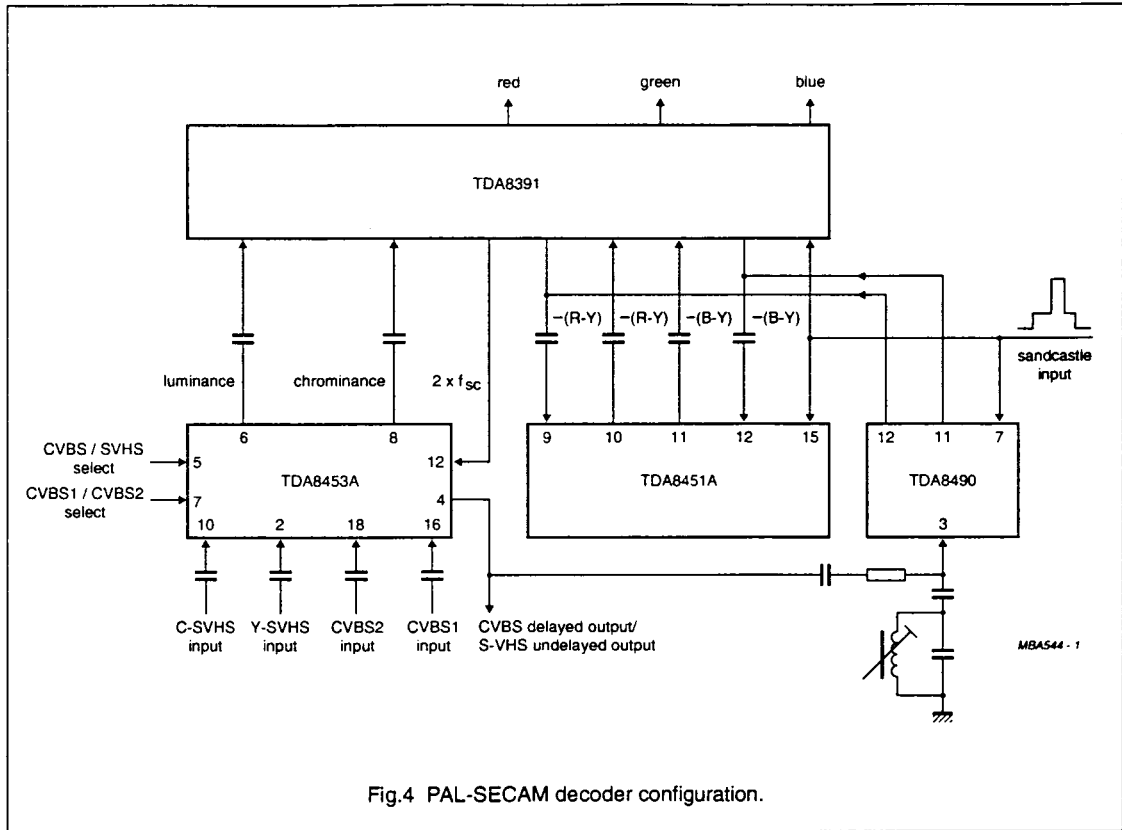 red green blue
TDA8391
−(R-Y) −(R-Y) −(B-Y) −(B-Y)
sandcastle
input
luminance chrominance 2 x fsc
6 8 9 10 11 12 15 12 11 7
CVBS / SVHS
select
5 12
TDA8453A TDA8451A TDA8490
CVBS1 / CVBS2
select
7 4
10 2 18 16 3
C-SVHS
input
Y-SVHS
input
CVBS2
input
CVBS1
input
CVBS delayed output/
S-VHS undelayed output
MBA544 - 1
Fig.4 PAL-SECAM decoder configuration.